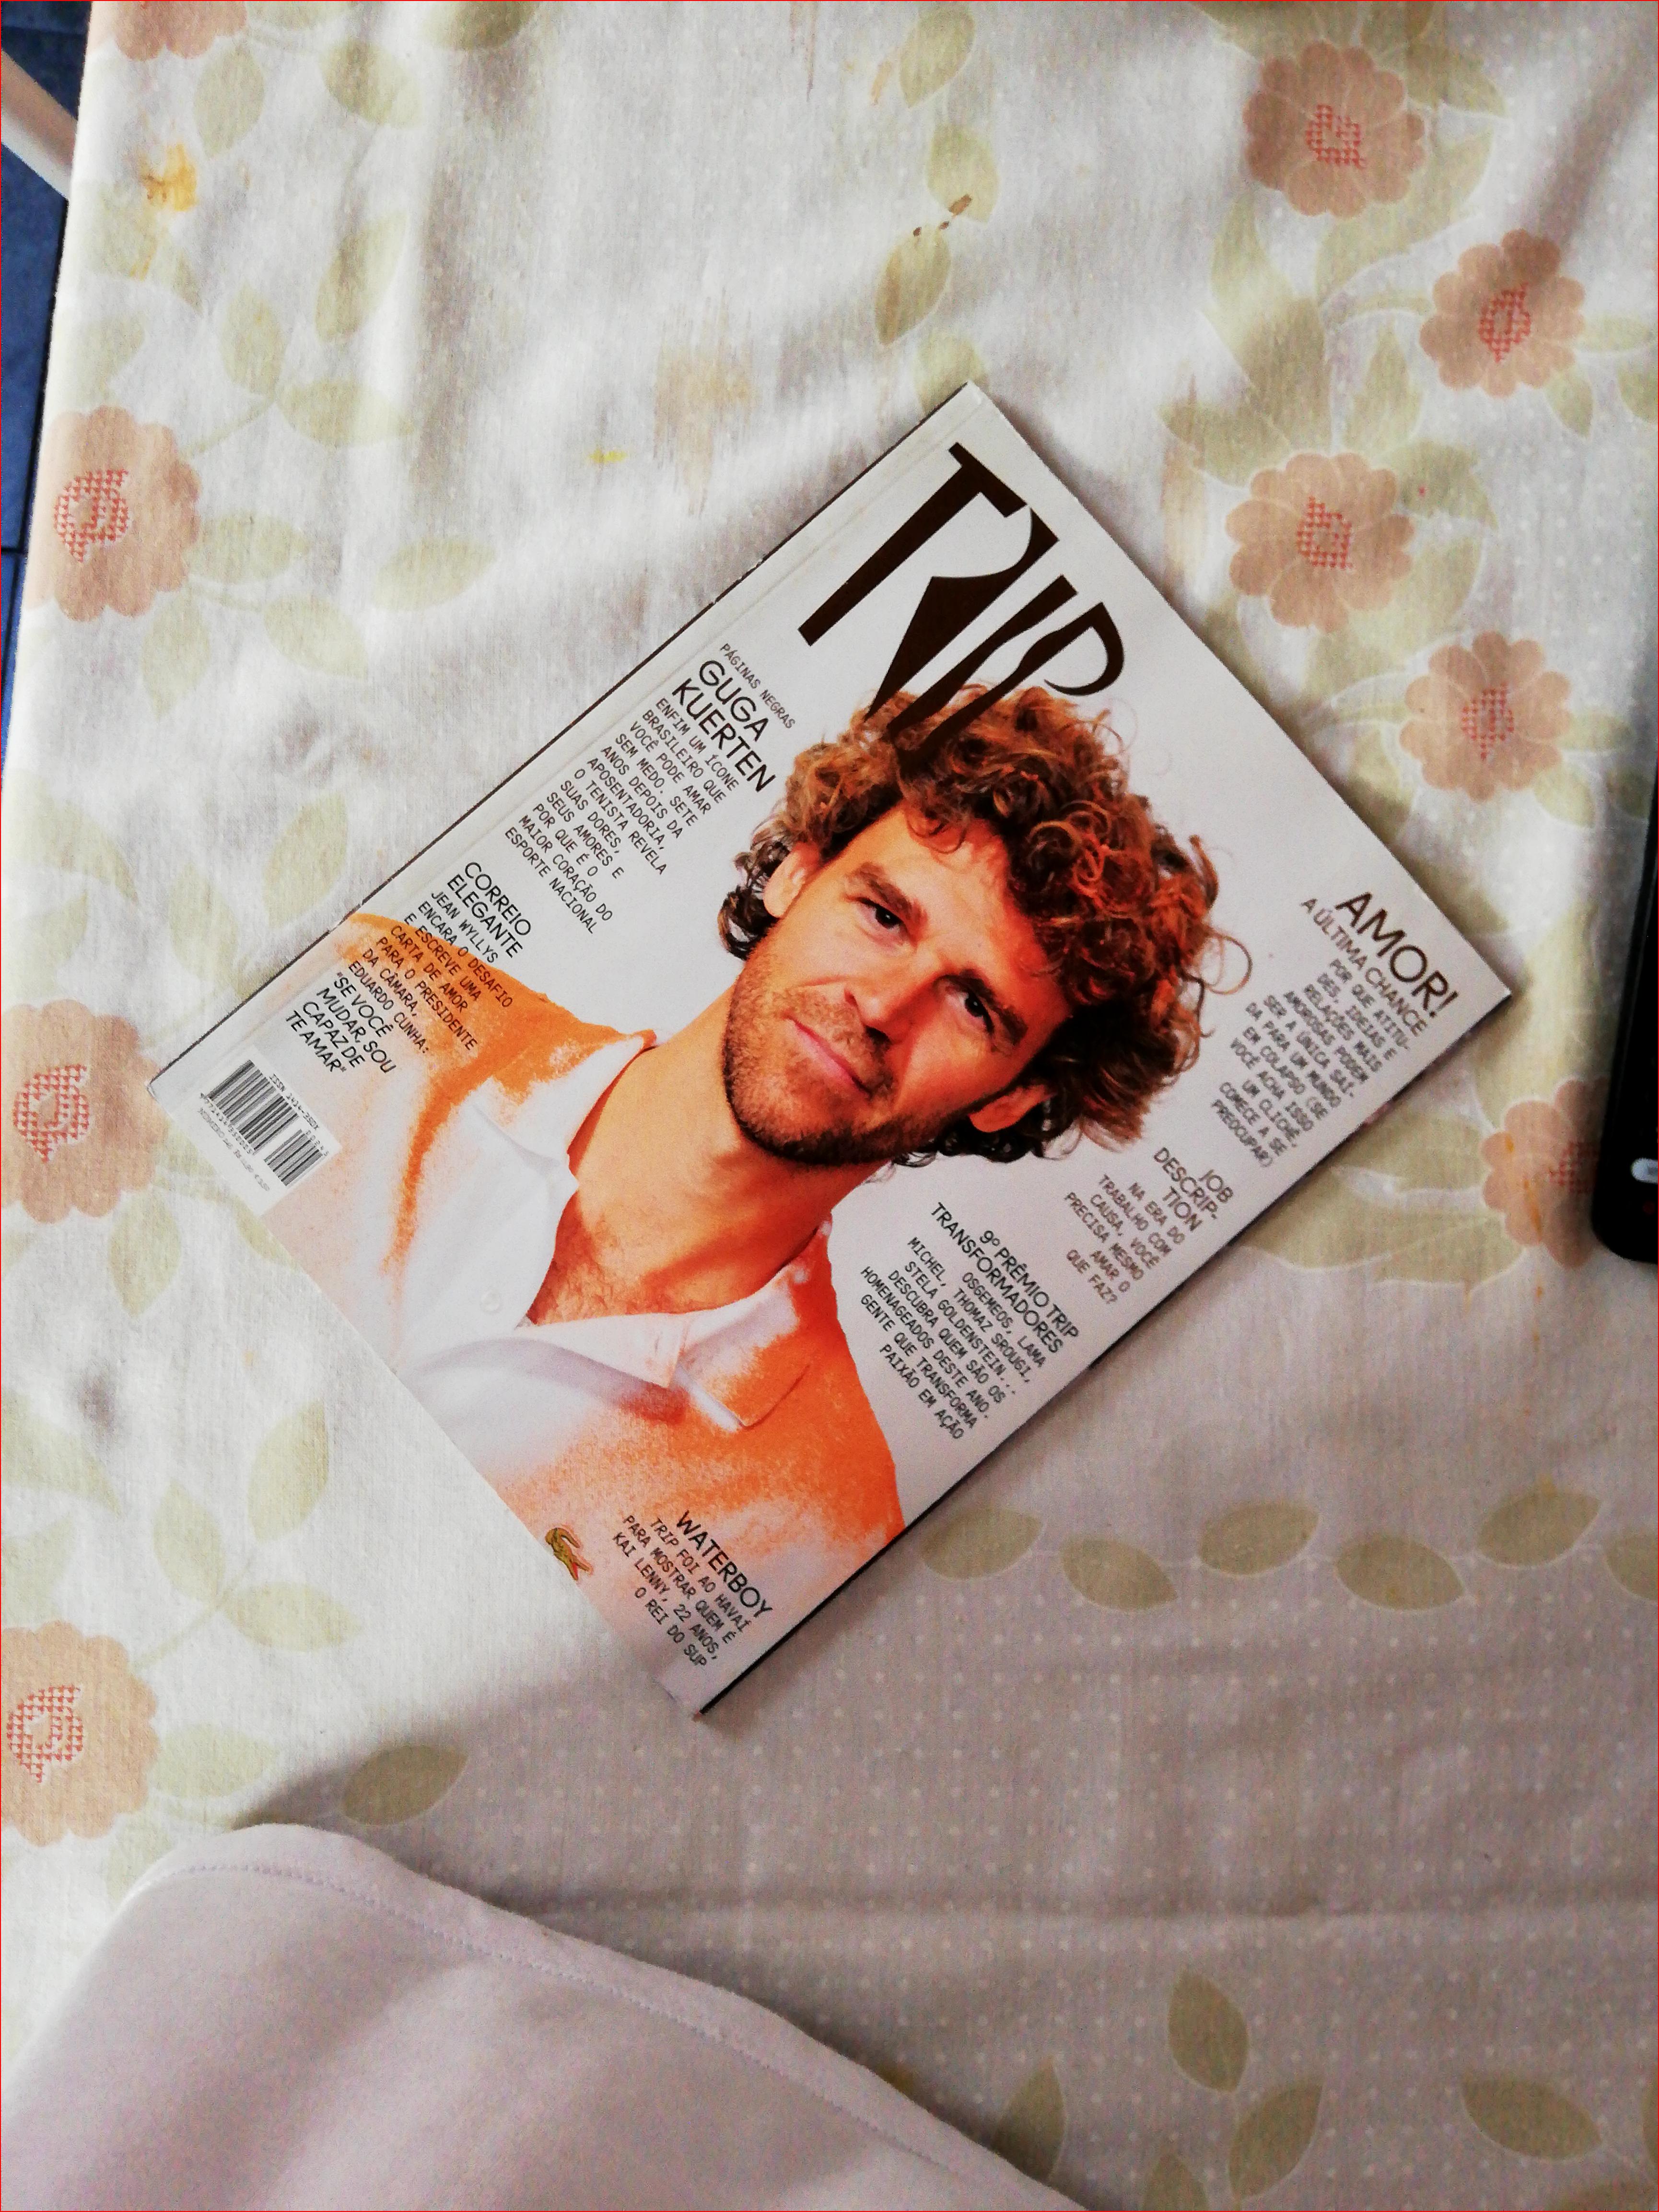 TRIP
PÁGINAS NEGRAS
GUGA
KUERTEN
ENFIM UM ÍCONE
BRASILEIRO QUE
VOCÊ PODE AMAR
SEM MEDO. SETE
ANOS DEPOIS DA
APOSENTADORIA,
O TENISTA REVELA
SUAS DORES,
SEUS AMORES E
POR QUE É O
MAIOR CORAÇÃO DO
ESPORTE NACIONAL
CORREIO
ELEGANTE
JEAN WYLLYS
ENCARA O DESAFIO
E ESCREVE UMA
CARTA DE AMOR
PARA O PRESIDENTE
DA CÂMARA,
EDUARDO CUNHA:
"SE VOCÊ
MUDAR, SOU
CAPAZ DE
TE AMAR"
AMOR!
A ÚLTIMA CHANCE
POR QUE ATITU-
DES, IDEIAS E
RELAÇÕES MAIS
AMOROSAS PODEM
SER A ÚNICA SAÍ-
DA PARA UM MUNDO
EM COLAPSO (SE
VOCÊ ACHA ISSO
UM CLICHÊ,
COMECE A SE
PREOCUPAR)
JOB
DESCRIP-
TION
NA ERA DO
TRABALHO COM
CAUSA, VOCÊ
PRECISA MESMO
AMAR O
QUE FAZ?
9º PRÊMIO TRIP
TRANSFORMADORES
OSGEMEOS, LAMA
MICHEL, THOMAZ SROUGI,
STELA GOLDENSTEIN...
DESCUBRA QUEM SÃO OS
HOMENAGEADOS DESTE ANO.
GENTE QUE TRANSFORMA
PAIXÃO EM AÇÃO
WATERBOY
TRIP FOI AO HAVAÍ
PARA MOSTRAR QUEM É
KAI LENNY, 22 ANOS,
O REI DO SUP
ISSN 1414-350X